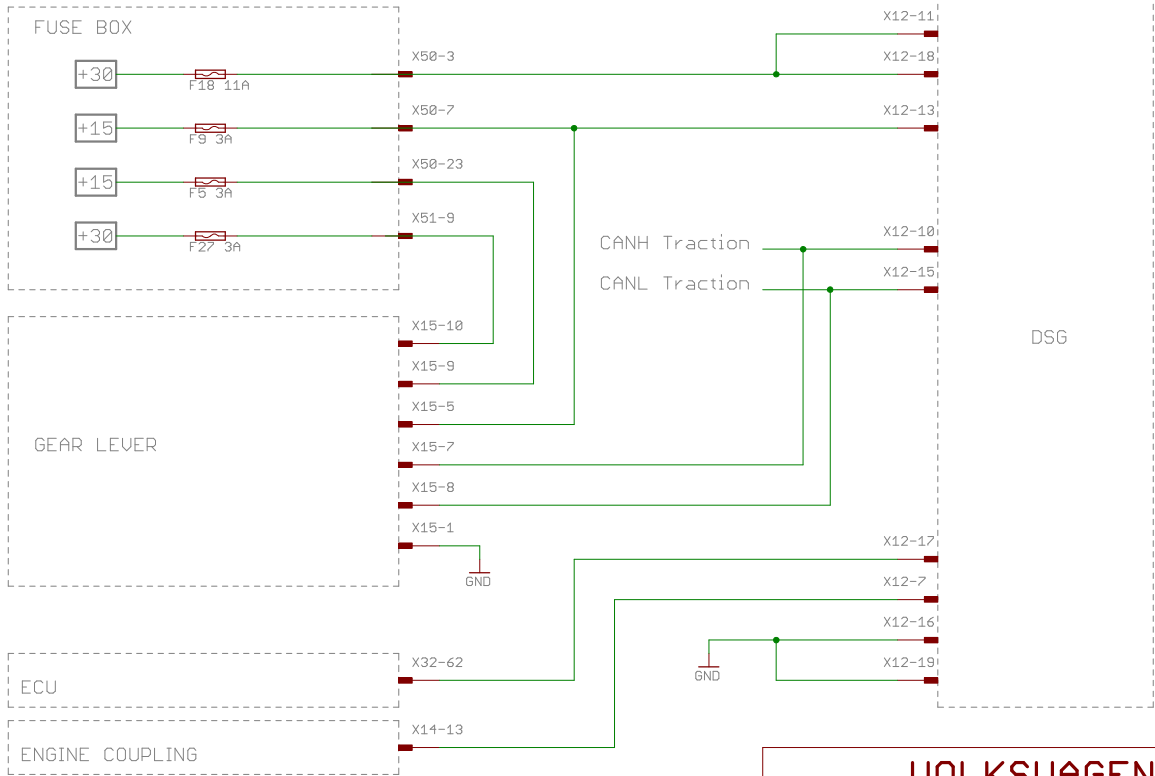 FUSE BOX
X12-11
+30
F18 11A
X50-3
X12-18
+15
F9 3A
X50-7
X12-13
+15
F5 3A
X50-23
+30
F27 3A
X51-9
CANH Traction
X12-10
CANL Traction
X12-15
DSG
GEAR LEVER
X15-10
X15-9
X15-5
X15-7
X15-8
X15-1
GND
X12-17
X12-7
X12-16
GND
X12-19
ECU
X32-62
ENGINE COUPLING
X14-13
VOLKSWAGEN